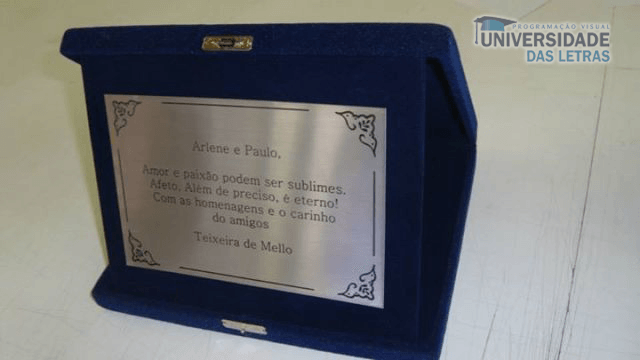 PROGRAMAÇÃO VISUAL
UNIVERSIDADE
DAS LETRAS
Arlene e Paulo,
Amor e paixão podem ser sublimes.
Afeto, Além de preciso, é eterno!
Com as homenagens e o carinho
do amigos
Teixeira de Mello